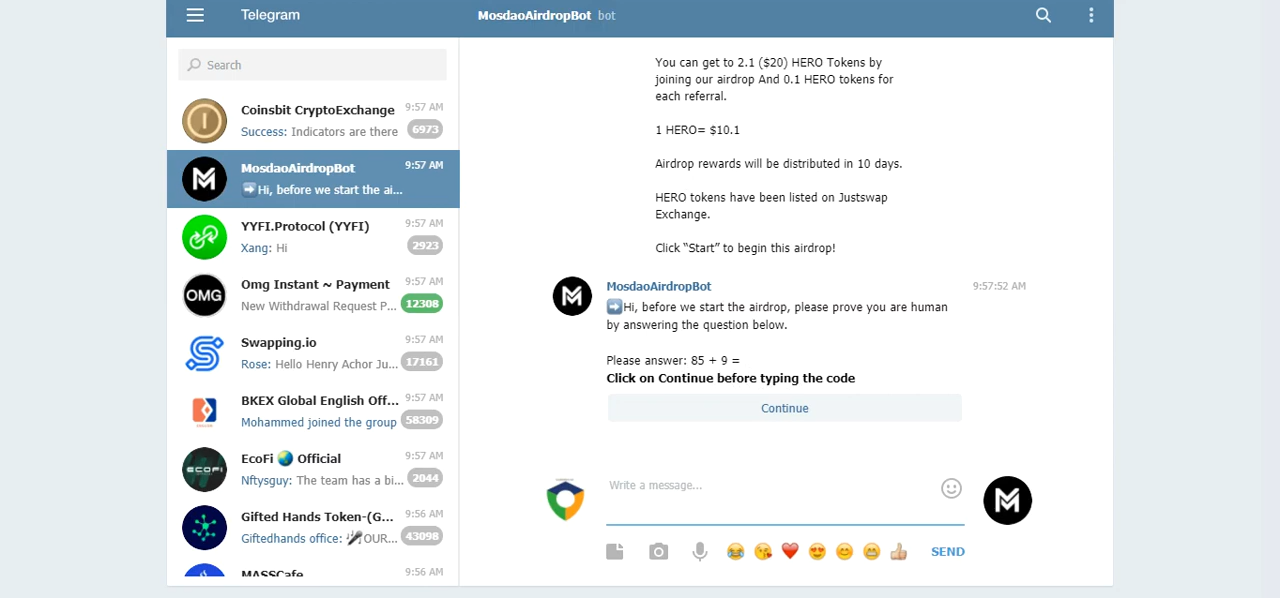 Telegram
MosdaoAirdropBot bot
Search
Coinsbit CryptoExchange 9:57 AM
Success: Indicators are there 6973
MosdaoAirdropBot 9:57 AM
➡Hi, before we start the ai...
YYFI.Protocol (YYFI) 9:57 AM
Xang: Hi 2923
OMG
Omg Instant ~ Payment 9:57 AM
New Withdrawal Request P... 12308
Swapping.io 9:57 AM
Rose: Hello Henry Achor Ju... 17161
BKEX Global English Off... 9:57 AM
Mohammed joined the group 58309
ECOFI
EcoFi 🌏 Official 9:57 AM
Nftysguy: The team has a bi... 2044
Gifted Hands Token-(G... 9:56 AM
Giftedhands office: 🎤OUR... 43098
MASSCafe 9:56 AM
You can get to 2.1 ($20) HERO Tokens by
joining our airdrop And 0.1 HERO tokens for
each referral.
1 HERO= $10.1
Airdrop rewards will be distributed in 10 days.
HERO tokens have been listed on Justswap
Exchange.
Click “Start” to begin this airdrop!
MosdaoAirdropBot 9:57:52 AM
➡Hi, before we start the airdrop, please prove you are human
by answering the question below.
Please answer: 85 + 9 =
Click on Continue before typing the code
Continue
Write a message...
😂 😘 ❤ 😍 😊 😁 👍 SEND